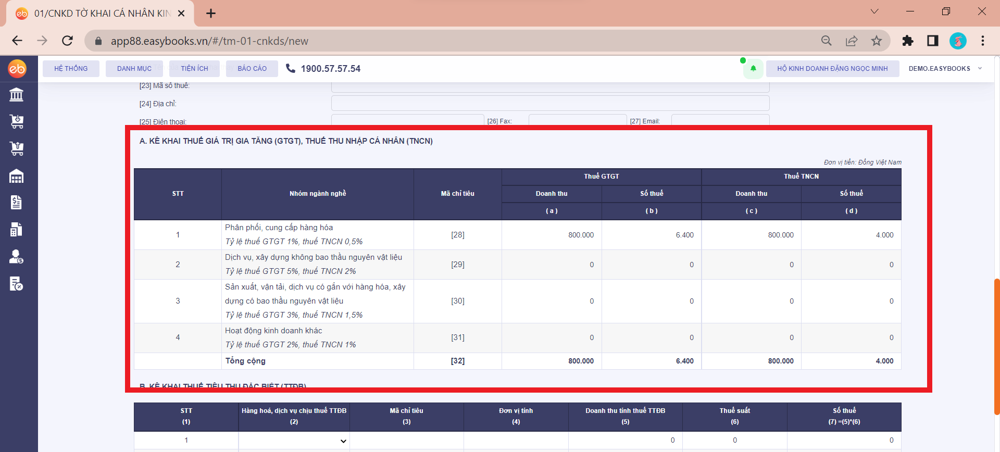 01/CNKD TỜ KHAI CÁ NHÂN KIN
app88.easybooks.vn/#/tm-01-cnkds/new
eb
HỆ THỐNG
DANH MỤC
TIỆN ÍCH
BÁO CÁO
1900.57.57.54
HỘ KINH DOANH ĐẶNG NGỌC MINH
DEMO.EASYBOOKS
[23] Mã số thuế:
[24] Địa chỉ:
[25] Điện thoại:
[26] Fax:
[27] Email:
A. KÊ KHAI THUẾ GIÁ TRỊ GIA TĂNG (GTGT), THUẾ THU NHẬP CÁ NHÂN (TNCN)
Đơn vị tiền: Đồng Việt Nam
STT Nhóm ngành nghề Mã chỉ tiêu Thuế GTGT Thuế TNCN
Doanh thu Số thuế Doanh thu Số thuế
( a ) ( b ) ( c ) ( d )
1 Phân phối, cung cấp hàng hóa [28] 800.000 6.400 800.000 4.000
Tỷ lệ thuế GTGT 1%, thuế TNCN 0,5%
2 Dịch vụ, xây dựng không bao thầu nguyên vật liệu [29] 0 0 0 0
Tỷ lệ thuế GTGT 5%, thuế TNCN 2%
3 Sản xuất, vận tải, dịch vụ có gắn với hàng hóa, xây
dựng có bao thầu nguyên vật liệu [30] 0 0 0 0
Tỷ lệ thuế GTGT 3%, thuế TNCN 1,5%
4 Hoạt động kinh doanh khác [31] 0 0 0 0
Tỷ lệ thuế GTGT 2%, thuế TNCN 1%
Tổng cộng [32] 800.000 6.400 800.000 4.000
B. KÊ KHAI THUẾ TIÊU THỤ ĐẶC BIỆT (TTĐB)
STT Hàng hoá, dịch vụ chịu thuế TTĐB Mã chỉ tiêu Đơn vị tính Doanh thu tính thuế TTĐB Thuế suất Số thuế
(1) (2) (3) (4) (5) (6) (7) =(5)*(6)
1 0 0 0